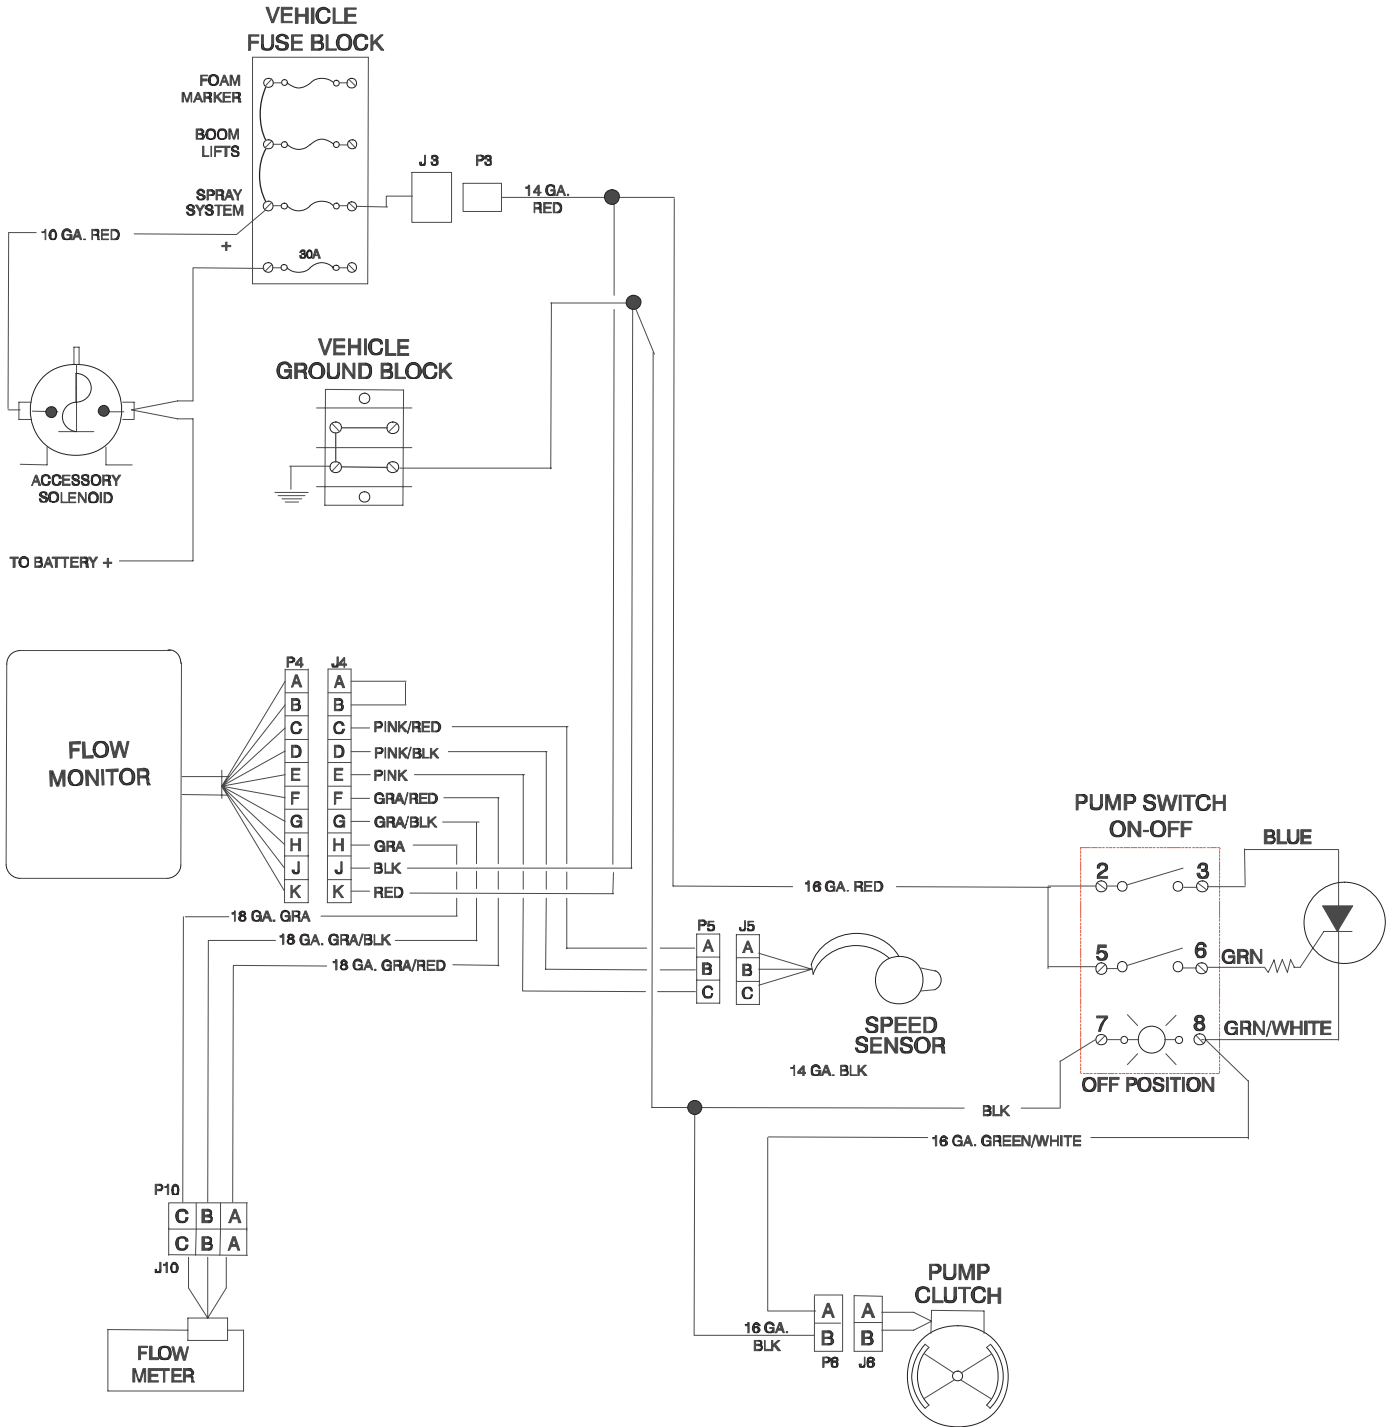 VEHICLE
FUSE BLOCK
FOAM
MARKER
BOOM
LIFTS
SPRAY
SYSTEM
30A
+
10 GA. RED
J 3
P3
14 GA.
RED
VEHICLE
GROUND BLOCK
ACCESSORY
SOLENOID
TO BATTERY +
FLOW
MONITOR
P4
A
B
C
D
E
F
G
H
J
K
J4
A
B
C
D
E
F
G
H
J
K
PINK/RED
PINK/BLK
PINK
GRA/RED
GRA/BLK
GRA
BLK
RED
18 GA. GRA
18 GA. GRA/BLK
18 GA. GRA/RED
16 GA. RED
P5
A
B
C
J5
A
B
C
SPEED
SENSOR
14 GA. BLK
PUMP SWITCH
ON-OFF
2
3
5
6
7
8
OFF POSITION
BLUE
GRN
GRN/WHITE
BLK
16 GA. GREEN/WHITE
P10
C B A
C B A
J10
FLOW
METER
16 GA.
BLK
A
B
P6
A
B
J6
PUMP
CLUTCH